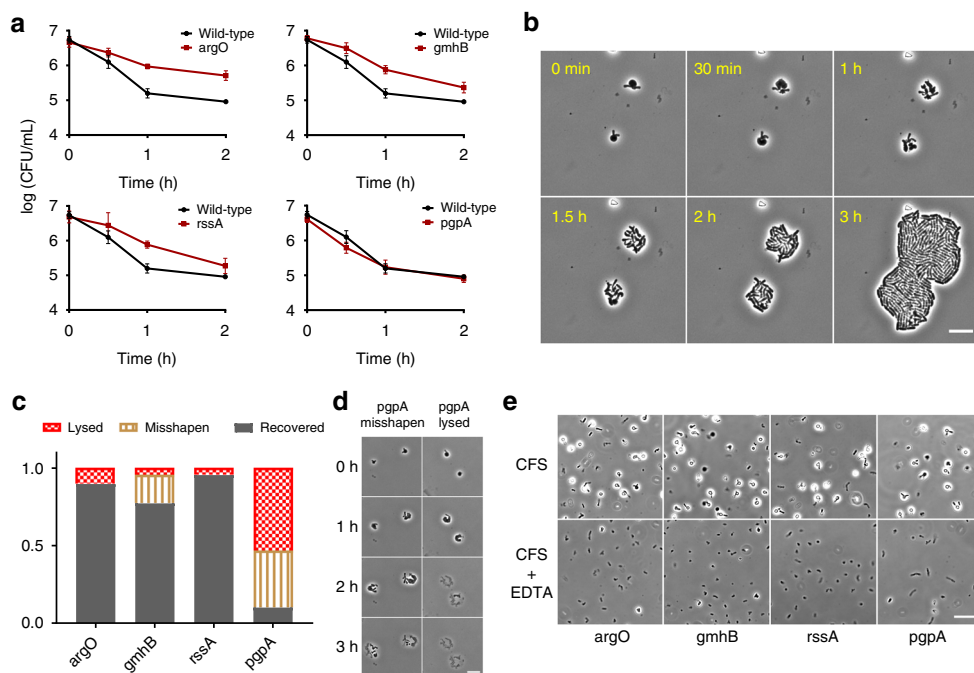 a
7
6
5
4
0
1
2
Time (h)
Wild-type
argO
7
6
5
4
0
1
2
Time (h)
Wild-type
gmhB
log (CFU/mL)
7
6
5
4
0
1
2
Time (h)
Wild-type
rssA
7
6
5
4
0
1
2
Time (h)
Wild-type
pgpA
b
0 min
30 min
1 h
1.5 h
2 h
3 h
c
Lysed
Misshapen
Recovered
1.0
0.5
0.0
argO
gmhB
rssA
pgpA
d
pgpA
misshapen
pgpA
lysed
0 h
1 h
2 h
3 h
e
CFS
CFS
+
EDTA
argO
gmhB
rssA
pgpA